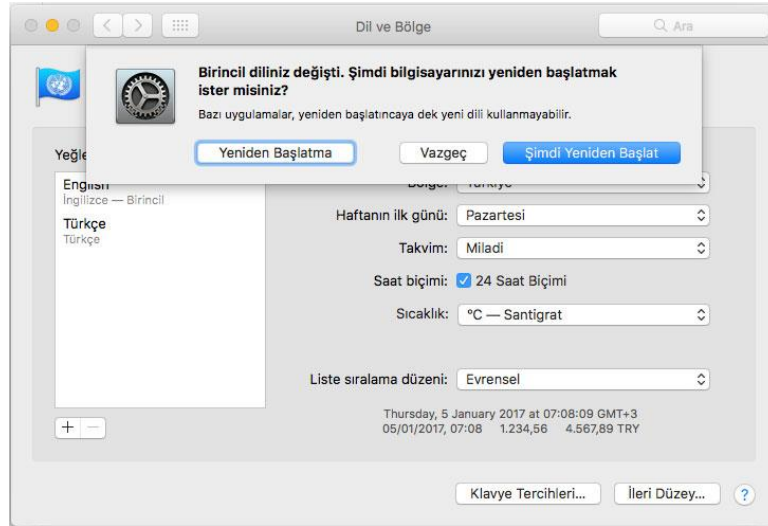 Dil ve Bölge
Ara
Birincil diliniz değişti. Şimdi bilgisayarınızı yeniden başlatmak
ister misiniz?
Bazı uygulamalar, yeniden başlatıncaya dek yeni dili kullanmayabilir.
Yeniden Başlatma
Vazgeç
Şimdi Yeniden Başlat
English
İngilizce — Birincil
Türkçe
Türkçe
Bölge: Türkiye
Haftanın ilk günü: Pazartesi
Takvim: Miladi
Saat biçimi: 24 Saat Biçimi
Sıcaklık: °C — Santigrat
Liste sıralama düzeni: Evrensel
Thursday, 5 January 2017 at 07:08:09 GMT+3
05/01/2017, 07:08 1.234,56 4.567,89 TRY
+ −
Klavye Tercihleri...
İleri Düzey...
?